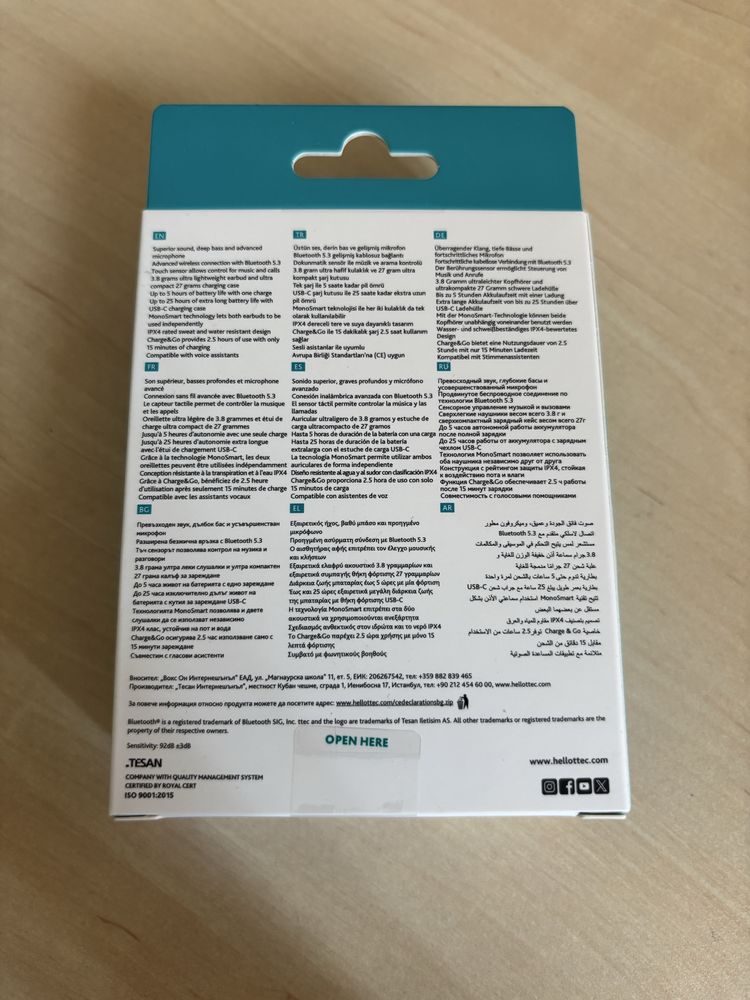 EN
Superior sound, deep bass and advanced
microphone
Advanced wireless connection with Bluetooth 5.3
Touch sensor allows control for music and calls
3.8 grams ultra lightweight earbud and ultra
compact 27 grams charging case
Up to 5 hours of battery life with one charge
Up to 25 hours of extra long battery life with
USB-C charging case
MonoSmart technology lets both earbuds to be
used independently
IPX4 rated sweat and water resistant design
Charge&Go provides 2.5 hours of use with only
15 minutes of charging
Compatible with voice assistants
TR
Üstün ses, derin bas ve gelişmiş mikrofon
Bluetooth 5.3 gelişmiş kablosuz bağlantı
Dokunmatik sensör ile müzik ve arama kontrolü
3.8 gram ultra hafif kulaklık ve 27 gram ultra
kompakt şarj kutusu
Tek şarj ile 5 saate kadar pil ömrü
USB-C şarj kutusu ile 25 saate kadar ekstra uzun
pil ömrü
MonoSmart teknolojisi ile her iki kulaklık da tek
olarak kullanılabilir
IPX4 dereceli tere ve suya dayanıklı tasarım
Charge&Go ile 15 dakikalık şarj 2.5 saat kullanım
sağlar
Sesli asistanlar ile uyumlu
Avrupa Birliği Standartları'na (CE) uygun
DE
Überragender Klang, tiefe Bässe und
fortschrittliches Mikrofon
Fortschrittliche kabellose Verbindung mit Bluetooth 5.3
Der Berührungssensor ermöglicht Steuerung von
Musik und Anrufe
3.8 Gramm ultraleichter Kopfhörer und
ultrakompakte 27 Gramm schwere Ladehülle
Bis zu 5 Stunden Akkulaufzeit mit einer Ladung
Extra lange Akkulaufzeit von bis zu 25 Stunden über
USB-C Ladehülle
Mit der MonoSmart-Technologie können beide
Kopfhörer unabhängig voneinander benutzt werden
Wasser- und schweißbeständiges IPX4-bewertetes
Design
Charge&Go bietet eine Nutzungsdauer von 2.5
Stunde mit nur 15 Minuten Ladezeit
Kompatibel mit Stimmenassistenten
FR
Son supérieur, basses profondes et microphone
avancé
Connexion sans fil avancée avec Bluetooth 5.3
Le capteur tactile permet de contrôler la musique
et les appels
Oreillette ultra légère de 3.8 grammes et étui de
charge ultra compact de 27 grammes
Jusqu'à 5 heures d'autonomie avec une seule charge
Jusqu'à 25 heures d'autonomie extra longue
avec l'étui de chargement USB-C
Grâce à la technologie MonoSmart, les deux
oreillettes peuvent être utilisées indépendamment
Conception résistante à la transpiration et à l'eau IPX4
Grâce à Charge&Go, bénéficiez de 2.5 heure
d'utilisation après seulement 15 minutes de charge
Compatible avec les assistants vocaux
ES
Sonido superior, graves profundos y micrófono
avanzado
Conexión inalámbrica avanzada con Bluetooth 5.3
El sensor táctil permite controlar la música y las
llamadas
Auricular ultraligero de 3.8 gramos y estuche de
carga ultracompacto de 27 gramos
Hasta 5 horas de duración de la batería con una carga
Hasta 25 horas de duración de la batería
extralarga con el estuche de carga USB-C
La tecnología MonoSmart permite utilizar ambos
auriculares de forma independiente
Diseño resistente al agua y al sudor con clasificación IPX4
Charge&Go proporciona 2.5 hora de uso con solo
15 minutos de carga
Compatible con asistentes de voz
RU
Превосходный звук, глубокие басы и
усовершенствованный микрофон
Продвинутое беспроводное соединение по
технологии Bluetooth 5.3
Сенсорное управление музыкой и вызовами
Сверхлегкие наушники весом всего 3.8 г и
сверхкомпактный зарядный кейс весом всего 27г
До 5 часов автономной работы аккумулятора
после полной зарядки
До 25 часов работы от аккумулятора с зарядным
чехлом USB-C
Технология MonoSmart позволяет использовать
оба наушника независимо друг от друга
Конструкция с рейтингом защиты IPX4, стойкая
к воздействию пота и влаги
Функция Charge&Go обеспечивает 2.5 ч работы
после 15 минут зарядки
Совместимость с голосовыми помощниками
BG
Превъзходен звук, дълбок бас и усъвършенстван
микрофон
Разширена безжична връзка с Bluetooth 5.3
Тъч сензорът позволява контрол на музика и
разговори
3.8 грама ултра леки слушалки и ултра компактен
27 грама калъф за зареждане
До 5 часа живот на батерията с едно зареждане
До 25 часа изключително дълъг живот на
батерията с кутия за зареждане USB-C
Технологията MonoSmart позволява и двете
слушалки да се използват независимо
IPX4 клас, устойчив на пот и вода
Charge&Go осигурява 2.5 час използване само с
15 минути зареждане
Съвместим с гласови асистенти
EL
Εξαιρετικός ήχος, βαθύ μπάσο και προηγμένο
μικρόφωνο
Προηγμένη ασύρματη σύνδεση με Bluetooth 5.3
Ο αισθητήρας αφής επιτρέπει τον έλεγχο μουσικής
και κλήσεων
Εξαιρετικά ελαφρύ ακουστικό 3.8 γραμμαρίων και
εξαιρετικά συμπαγής θήκη φόρτισης 27 γραμμαρίων
Διάρκεια ζωής μπαταρίας έως 5 ώρες με μία φόρτιση
Έως και 25 ώρες εξαιρετικά μεγάλη διάρκεια ζωής
της μπαταρίας με θήκη φόρτισης USB-C
Η τεχνολογία MonoSmart επιτρέπει στα δύο
ακουστικά να χρησιμοποιούνται ανεξάρτητα
Σχεδιασμός ανθεκτικός στον ιδρώτα και το νερό IPX4
Το Charge&Go παρέχει 2.5 ώρα χρήσης με μόνο 15
λεπτά φόρτισης
Συμβατό με φωνητικούς βοηθούς
AR
صوت فائق الجودة وعميق، وميكروفون مطور
اتصال لاسلكي متقدم مع Bluetooth 5.3
مستشعر لمس يتيح التحكم في الموسيقى والمكالمات
3.8 جرام سماعة أذن خفيفة الوزن للغاية و
علبة شحن 27 جرامًا مدمجة للغاية
بطارية تدوم حتى 5 ساعات بالشحن لمرة واحدة
بطارية بعمر طويل يبلغ 25 ساعة مع جراب شحن USB-C
تتيح تقنية MonoSmart استخدام سماعتي الأذن بشكل
مستقل عن بعضهما البعض
تصميم بتصنيف IPX4 مقاوم للمياه والعرق
خاصية Charge & Go توفر 2.5 ساعات من الاستخدام
مقابل 15 دقائق من الشحن
متلائمة مع تطبيقات المساعدة الصوتية
Вносител: „Вокс Он Интернешънъл" ЕАД, ул. „Магнаурска школа" 11, ет. 5, ЕИК: 206267542, тел: +359 882 839 465
Производител: „Тесан Интернешънъл", местност Кубан чешме, сграда 1, Иенибосна 17, Истанбул, тел: +90 212 454 60 00, www.hellottec.com
За повече информация относно продукта можете да посетите website: www.hellottec.com/cedeclarationsbg.zip
Bluetooth® is a registered trademark of Bluetooth SIG, Inc. ttec and the logo are trademarks of Tesan Iletisim AS. All other trademarks or registered trademarks are the
property of their respective owners.
Sensitivity: 92dB ±3dB
OPEN HERE
.TESAN
COMPANY WITH QUALITY MANAGEMENT SYSTEM
CERTIFIED BY ROYAL CERT
ISO 9001:2015
www.hellottec.com